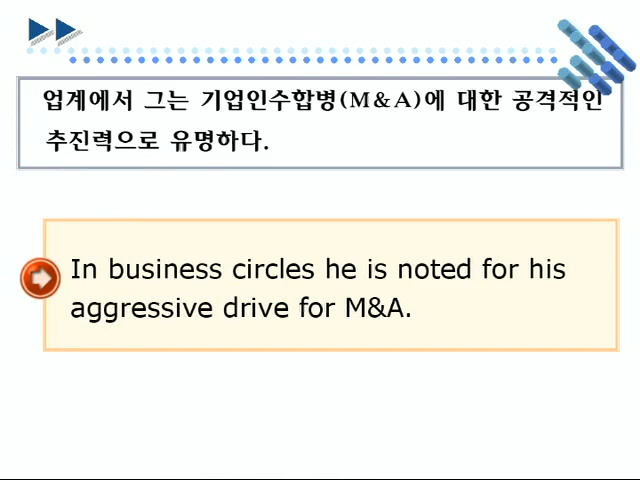 업계에서 그는 기업인수합병(M&A)에 대한 공격적인
추진력으로 유명하다.
In business circles he is noted for his
aggressive drive for M&A.